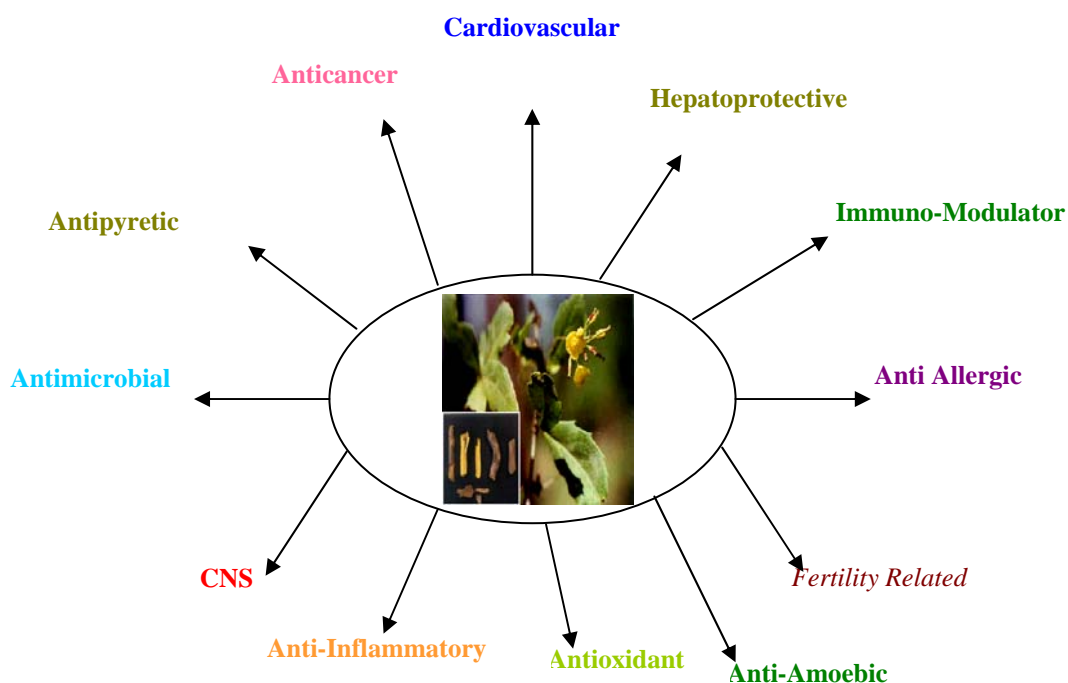 Cardiovascular
Anticancer
Hepatoprotective
Immuno-Modulator
Antipyretic
Anti Allergic
Antimicrobial
CNS
Fertility Related
Anti-Inflammatory
Antioxidant
Anti-Amoebic